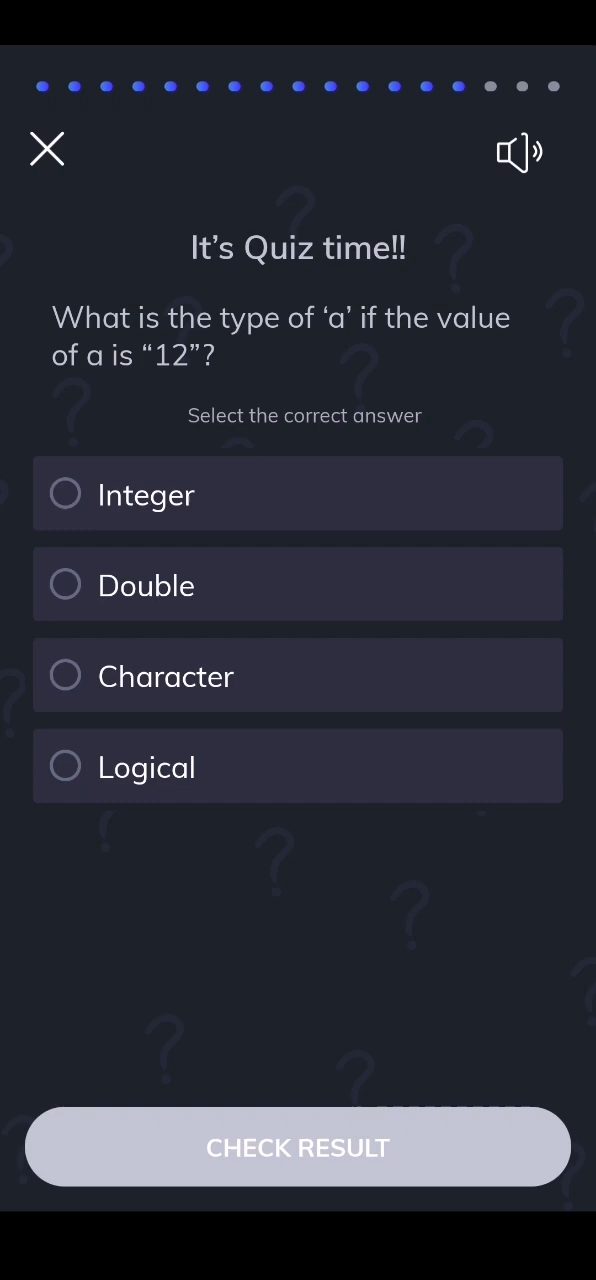 It’s Quiz time!!
What is the type of ‘a’ if the value
of a is “12”?
Select the correct answer
Integer
Double
Character
Logical
CHECK RESULT